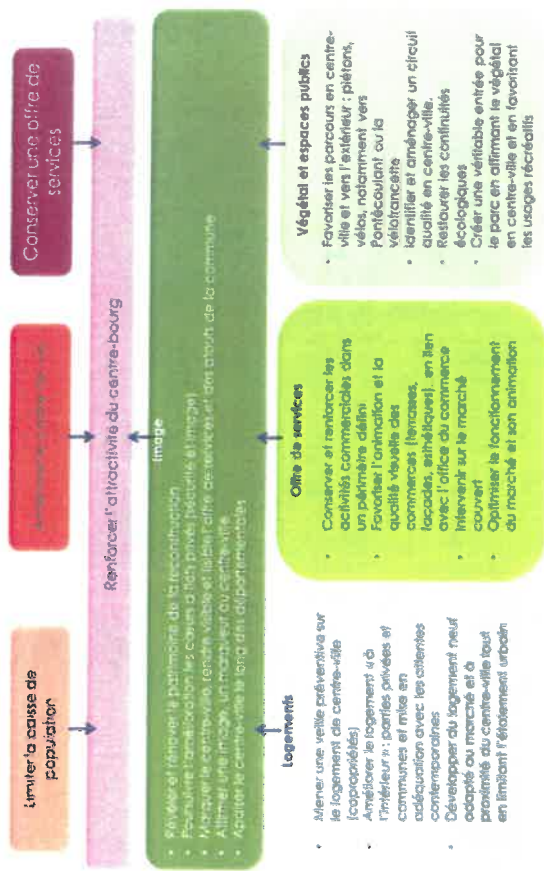 Limiter la baisse de
population
Conserver une offre de
services
Renforcer l'attractivité du centre-bourg
Image
• Révéler et rénover le patrimoine de la reconstruction
• Poursuivre l'amélioration les cœurs d'îlots privés (qualité et image)
• Marquer le centre-ville, rendre visible et lisible l'offre de services et des atouts de la commune
• Affirmer une image, un marqueur du centre-ville
• Apaiser le centre-ville le long des départementales
Logements
• Mener une veille préventive sur
le logement de centre-ville
(copropriétés)
• Améliorer le logement « à
l'intérieur » : parties privées et
communes et mise en
adéquation avec les attentes
contemporaines
• Développer du logement neuf
adapté au marché et à
proximité du centre-ville tout
en limitant l'étalement urbain
Offre de services
• Conserver et renforcer les
activités commerciales dans
un périmètre défini
• Favoriser l'animation et la
qualité visuelle des
commerces (terrasses,
façades, esthétiques), en lien
avec l'office du commerce
• Intervenir sur le marché
couvert
• Optimiser le fonctionnement
du marché et son animation
Végétal et espaces publics
• Favoriser les parcours en centre-
ville et vers l'extérieur : piétons,
vélos, notamment vers
Pontécoulant ou la
vélofrancette
• Identifier et aménager un circuit
qualité en centre-ville.
• Restaurer les continuités
écologiques
• Créer une véritable entrée pour
le parc en affirmant le végétal
en centre-ville et en favorisant
les usages récréatifs